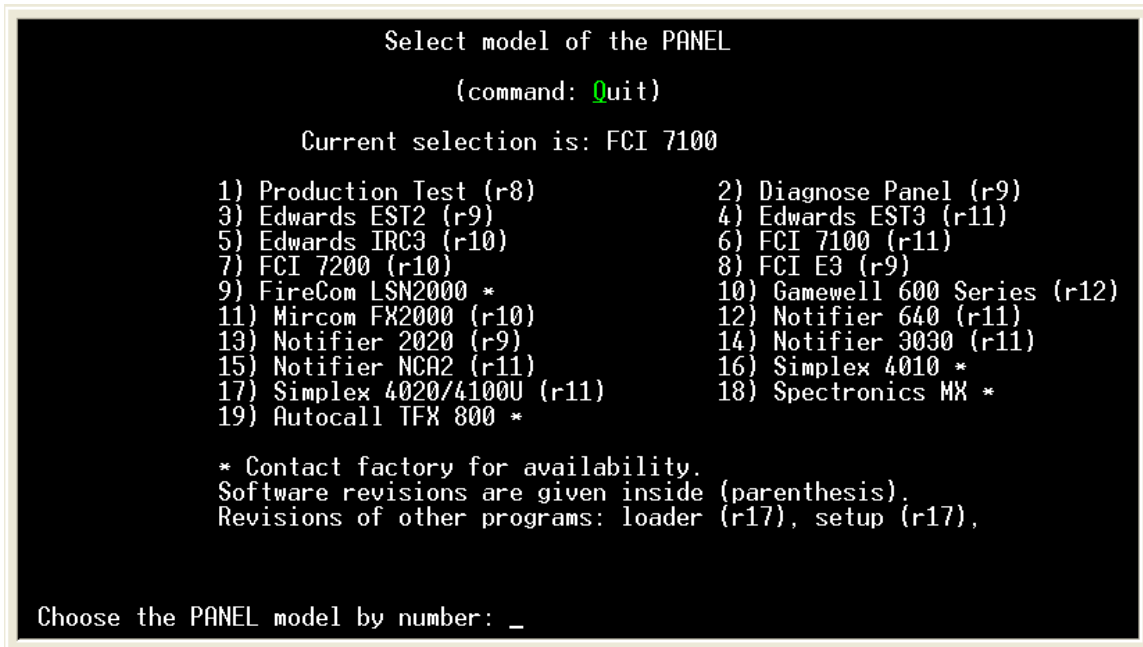 Select model of the PANEL
(command: Quit)
Current selection is: FCI 7100
1) Production Test (r8) 2) Diagnose Panel (r9)
3) Edwards EST2 (r9) 4) Edwards EST3 (r11)
5) Edwards IRC3 (r10) 6) FCI 7100 (r11)
7) FCI 7200 (r10) 8) FCI E3 (r9)
9) FireCom LSN2000 * 10) Gamewell 600 Series (r12)
11) Mircom FX2000 (r10) 12) Notifier 640 (r11)
13) Notifier 2020 (r9) 14) Notifier 3030 (r11)
15) Notifier NCA2 (r11) 16) Simplex 4010 *
17) Simplex 4020/4100U (r11) 18) Spectronics MX *
19) Autocall TFX 800 *
* Contact factory for availability.
Software revisions are given inside (parenthesis).
Revisions of other programs: loader (r17), setup (r17),
Choose the PANEL model by number: _